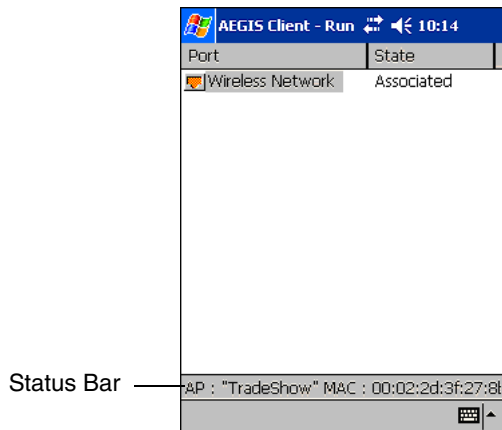 AEGIS Client - Run 10:14
Port State
Wireless Network Associated
Status Bar
AP : "TradeShow" MAC : 00:02:2d:3f:27:8